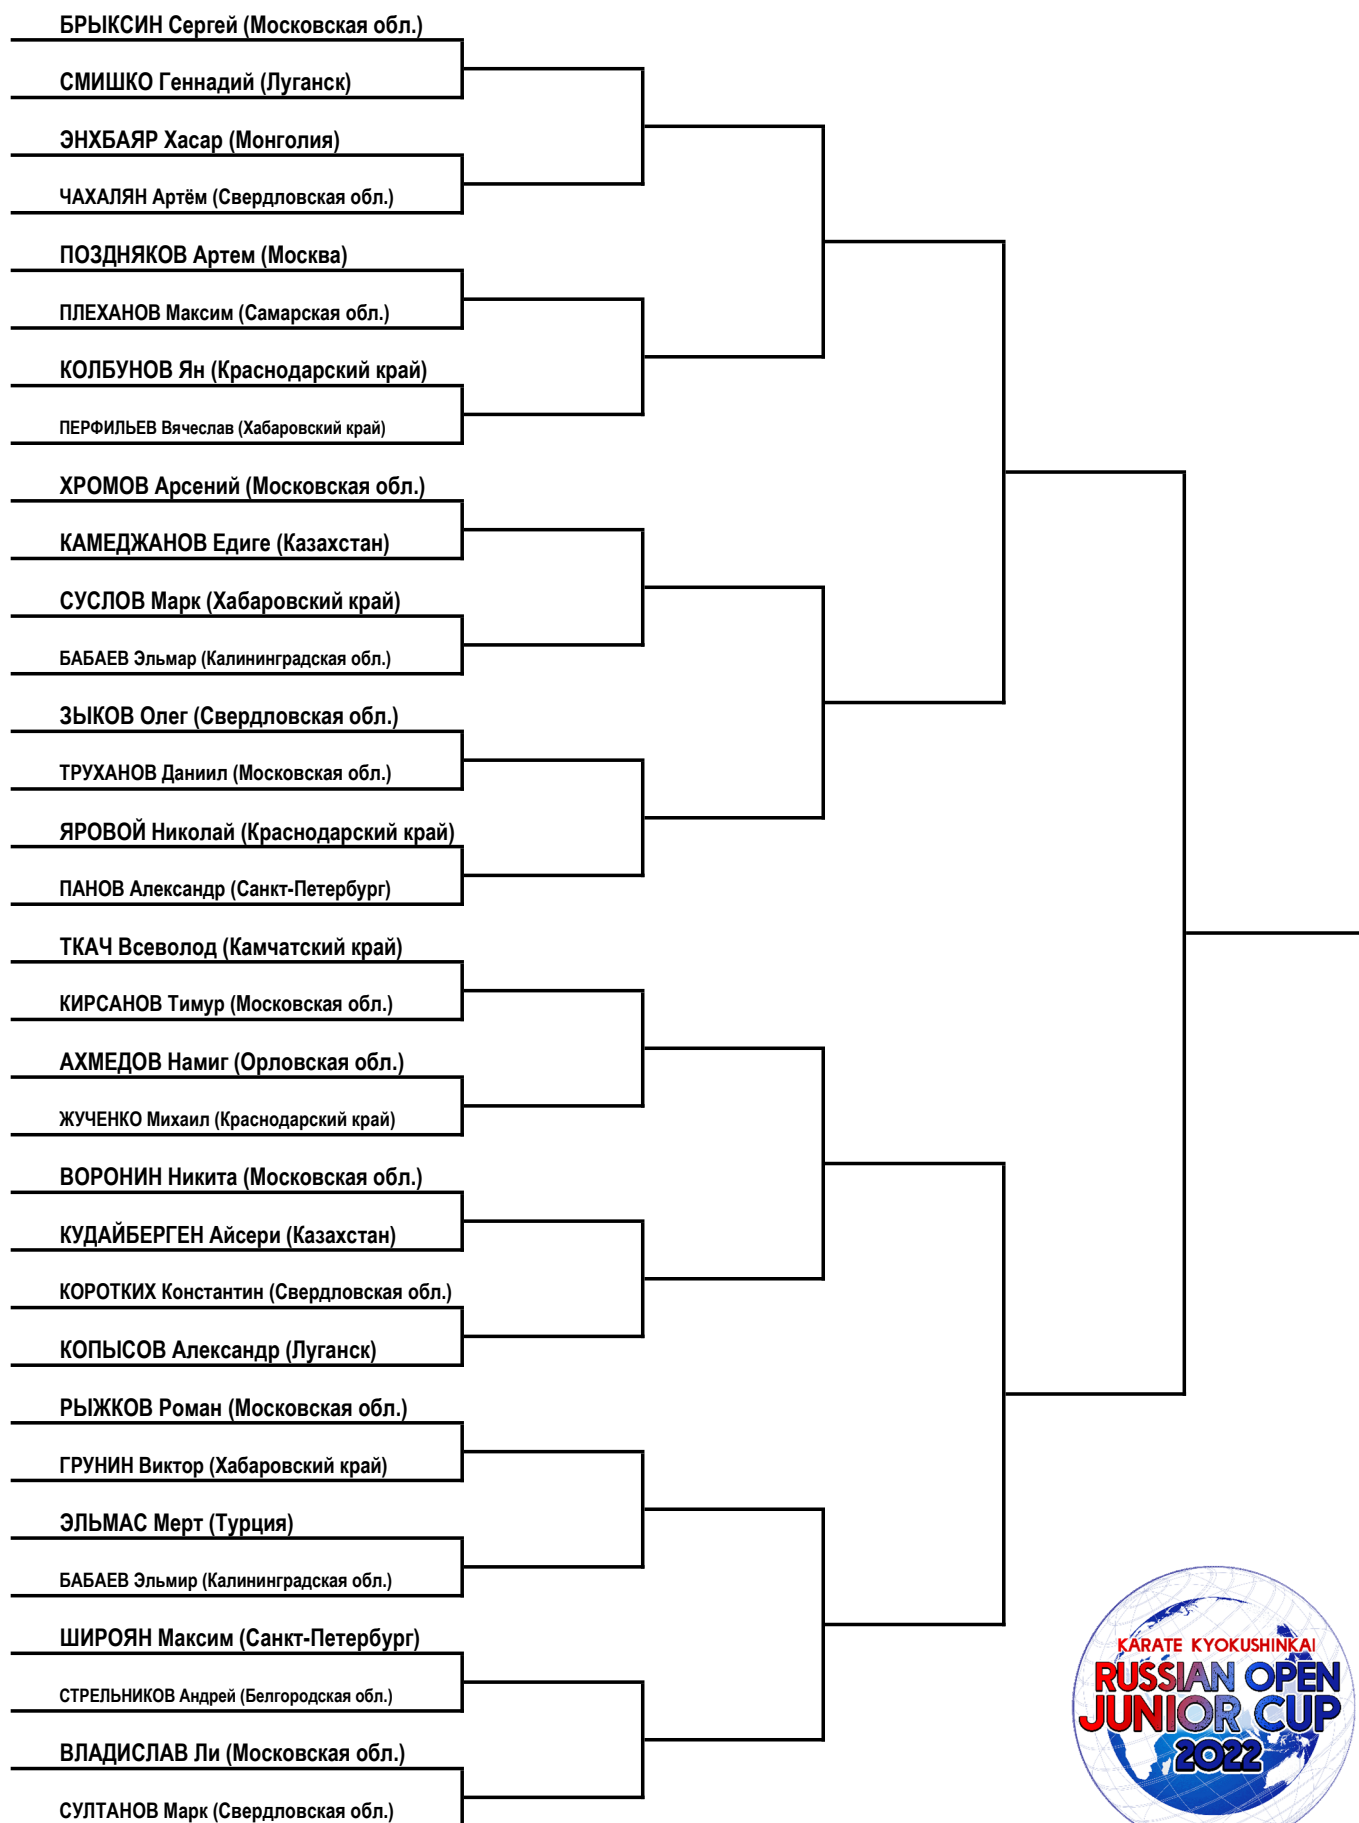 БРЫКСИН Сергей (Московская обл.)
СМИШКО Геннадий (Луганск)
ЭНХБАЯР Хасар (Монголия)
ЧАХАЛЯН Артём (Свердловская обл.)
ПОЗДНЯКОВ Артем (Москва)
ПЛЕХАНОВ Максим (Самарская обл.)
КОЛБУНОВ Ян (Краснодарский край)
ПЕРФИЛЬЕВ Вячеслав (Хабаровский край)
ХРОМОВ Арсений (Московская обл.)
КАМЕДЖАНОВ Едиге (Казахстан)
СУСЛОВ Марк (Хабаровский край)
БАБАЕВ Эльмар (Калининградская обл.)
ЗЫКОВ Олег (Свердловская обл.)
ТРУХАНОВ Даниил (Московская обл.)
ЯРОВОЙ Николай (Краснодарский край)
ПАНОВ Александр (Санкт-Петербург)
ТКАЧ Всеволод (Камчатский край)
КИРСАНОВ Тимур (Московская обл.)
АХМЕДОВ Намиг (Орловская обл.)
ЖУЧЕНКО Михаил (Краснодарский край)
ВОРОНИН Никита (Московская обл.)
КУДАЙБЕРГЕН Айсери (Казахстан)
КОРОТКИХ Константин (Свердловская обл.)
КОПЫСОВ Александр (Луганск)
РЫЖКОВ Роман (Московская обл.)
ГРУНИН Виктор (Хабаровский край)
ЭЛЬМАС Мерт (Турция)
БАБАЕВ Эльмир (Калининградская обл.)
ШИРОЯН Максим (Санкт-Петербург)
СТРЕЛЬНИКОВ Андрей (Белгородская обл.)
ВЛАДИСЛАВ Ли (Московская обл.)
СУЛТАНОВ Марк (Свердловская обл.)
KARATE KYOKUSHINKAI
RUSSIAN OPEN
JUNIOR CUP
2022